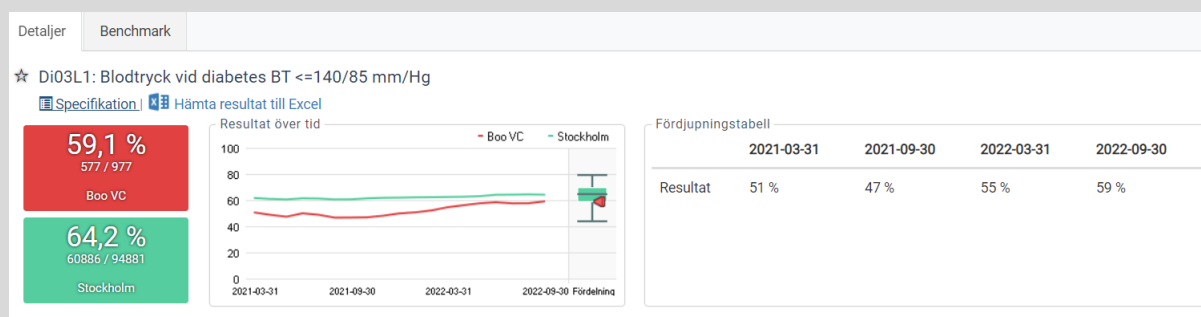 Detaljer
Benchmark
Di03L1: Blodtryck vid diabetes BT <=140/85 mm/Hg
Specifikation | Hämta resultat till Excel
59,1 %
577 / 977
Boo VC
64,2 %
60886 / 94881
Stockholm
Resultat över tid
Boo VC Stockholm
100
80
60
40
20
0
2021-03-31 2021-09-30 2022-03-31 2022-09-30 Fördelning
Fördjupningstabell
2021-03-31 2021-09-30 2022-03-31 2022-09-30
Resultat 51 % 47 % 55 % 59 %